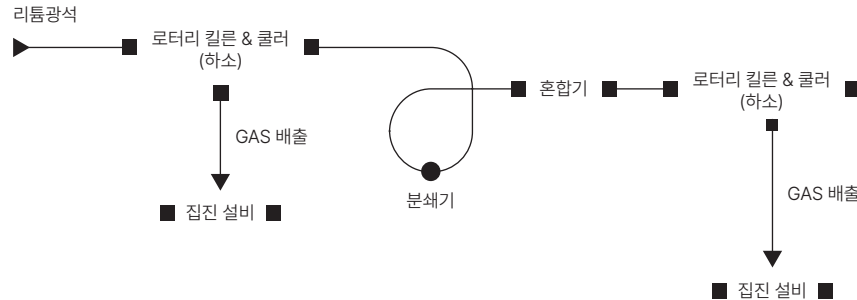 리튬광석
로터리 킬른 & 쿨러
(하소)
GAS 배출
집진 설비
분쇄기
혼합기
로터리 킬른 & 쿨러
(하소)
GAS 배출
집진 설비